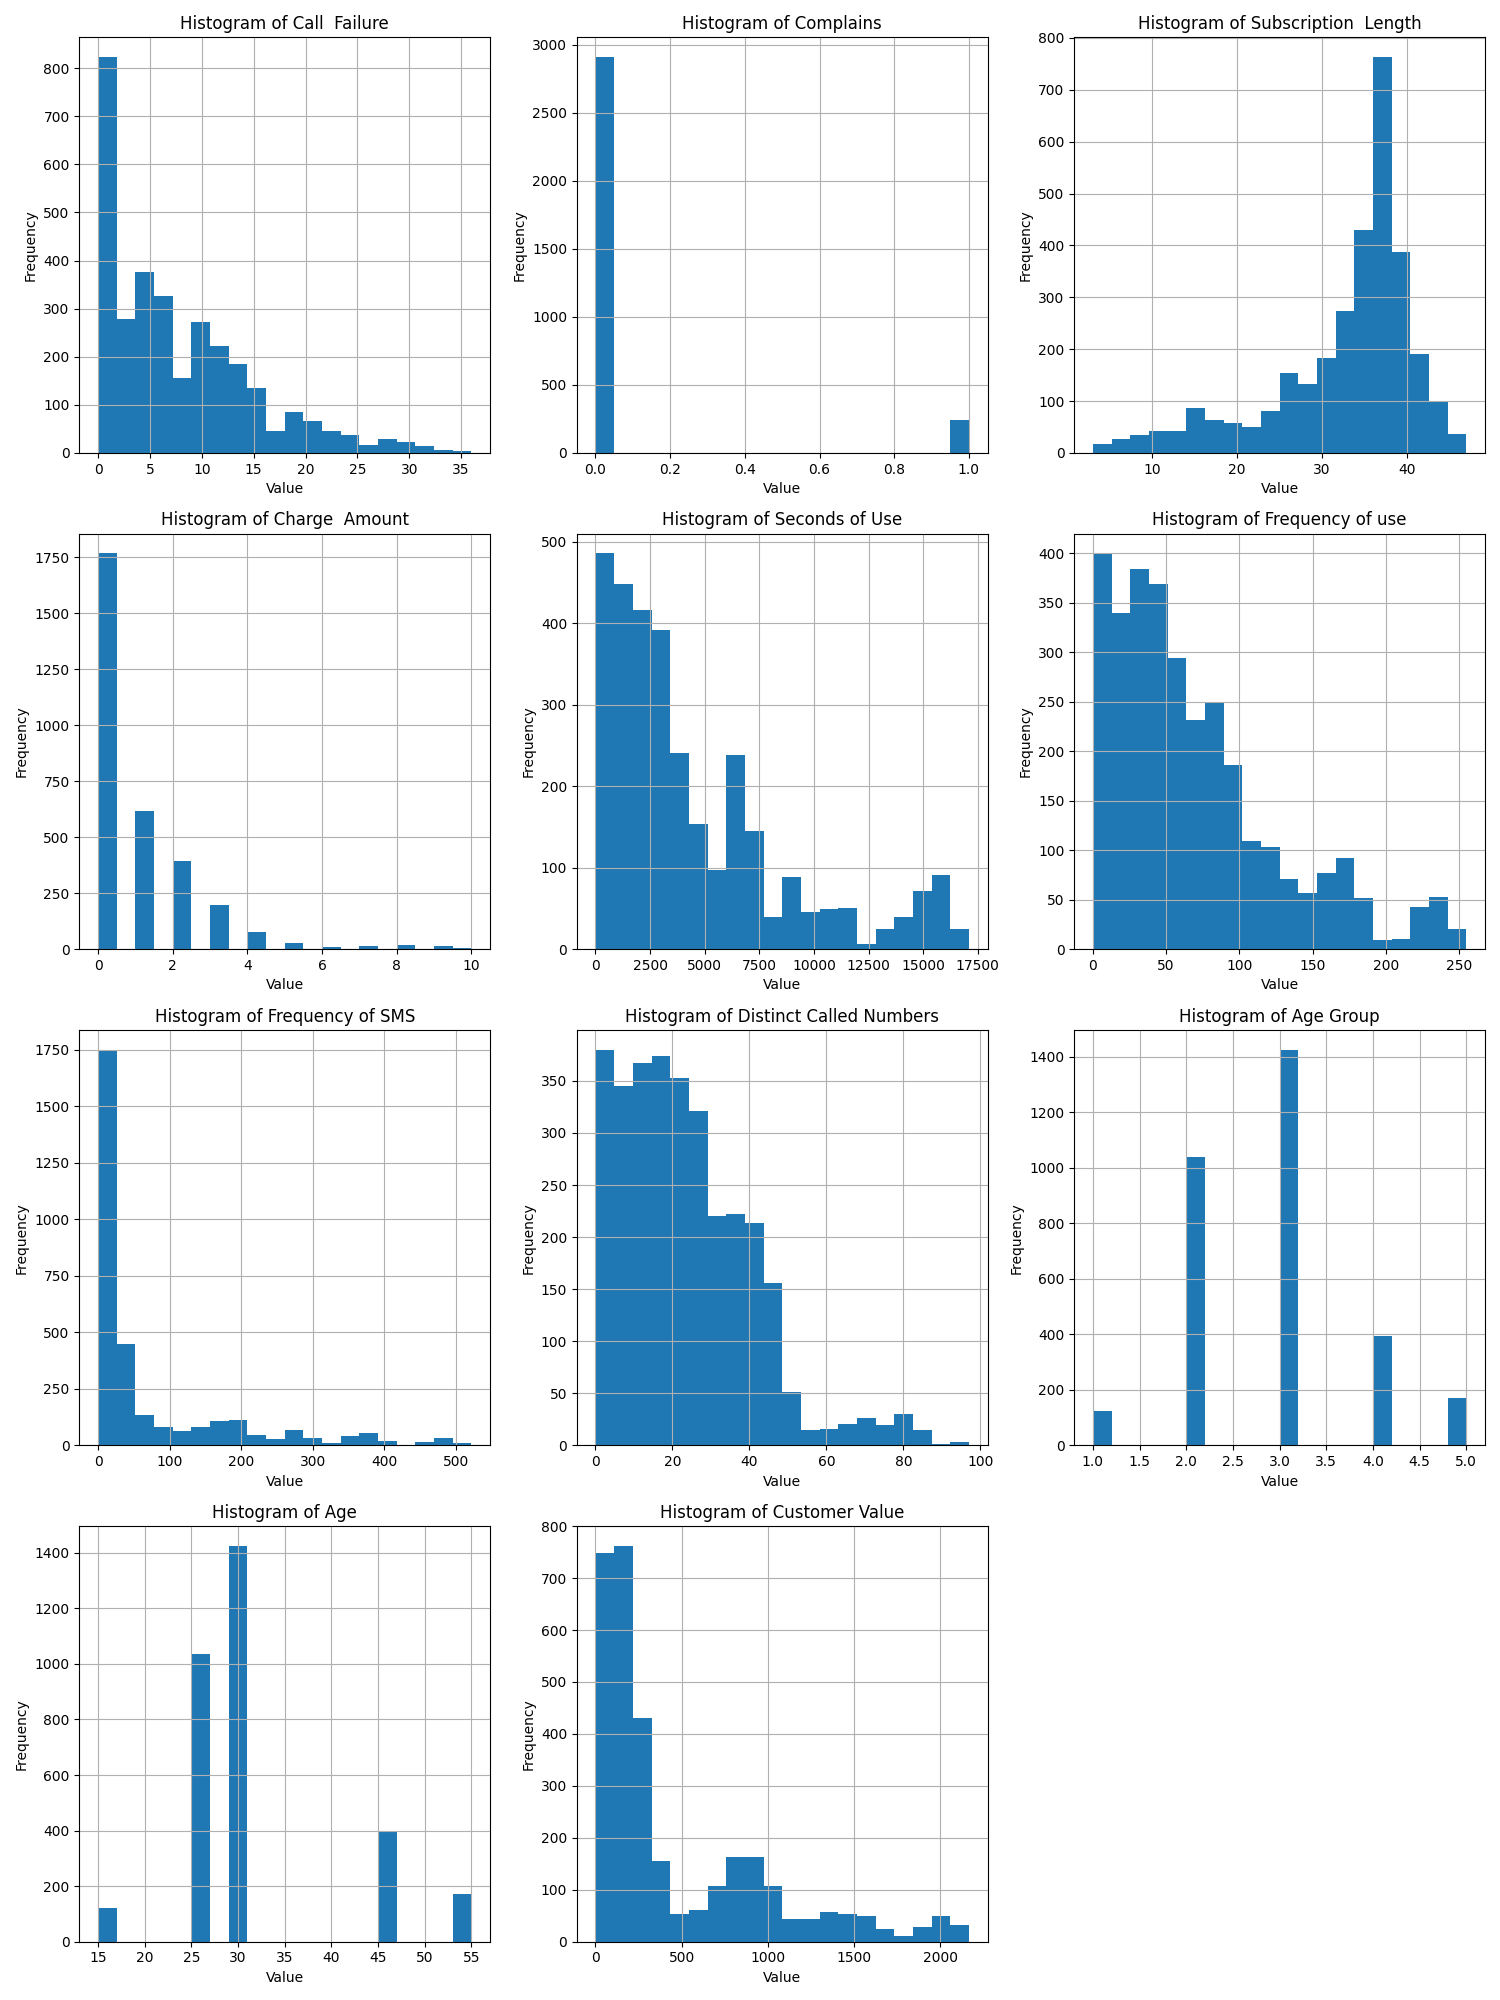 Histogram of Call  Failure
Frequency
800
700
600
500
400
300
200
100
0
0 5 10 15 20 25 30 35
Value
Histogram of Complains
Frequency
3000
2500
2000
1500
1000
500
0
0.0 0.2 0.4 0.6 0.8 1.0
Value
Histogram of Subscription  Length
Frequency
800
700
600
500
400
300
200
100
0
10 20 30 40
Value
Histogram of Charge  Amount
Frequency
1750
1500
1250
1000
750
500
250
0
0 2 4 6 8 10
Value
Histogram of Seconds of Use
Frequency
500
400
300
200
100
0
0 2500 5000 7500 10000 12500 15000 17500
Value
Histogram of Frequency of use
Frequency
400
350
300
250
200
150
100
50
0
0 50 100 150 200 250
Value
Histogram of Frequency of SMS
Frequency
1750
1500
1250
1000
750
500
250
0
0 100 200 300 400 500
Value
Histogram of Distinct Called Numbers
Frequency
350
300
250
200
150
100
50
0
0 20 40 60 80 100
Value
Histogram of Age Group
Frequency
1400
1200
1000
800
600
400
200
0
1.0 1.5 2.0 2.5 3.0 3.5 4.0 4.5 5.0
Value
Histogram of Age
Frequency
1400
1200
1000
800
600
400
200
0
15 20 25 30 35 40 45 50 55
Value
Histogram of Customer Value
Frequency
800
700
600
500
400
300
200
100
0
0 500 1000 1500 2000
Value